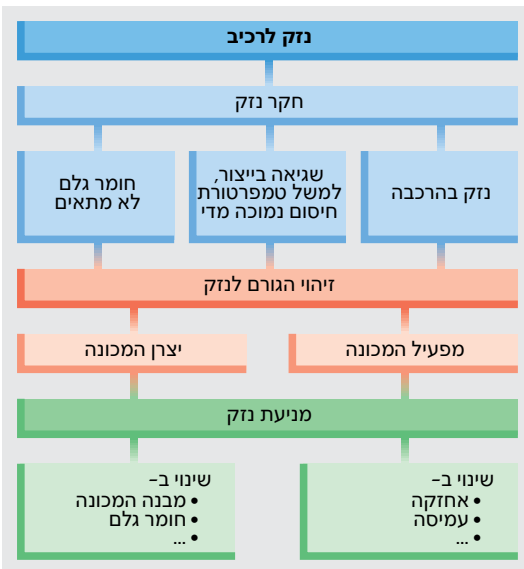 נזק לרכיב
חקר נזק
נזק בהרכבה
שגיאה בייצור,
למשל טמפרטורת
חיסום נמוכה מדי
חומר גלם
לא מתאים
זיהוי הגורם לנזק
מפעיל המכונה
יצרן המכונה
מניעת נזק
שינוי ב–
• אחזקה
• עמיסה
• ...
שינוי ב–
• מבנה המכונה
• חומר גלם
• ...